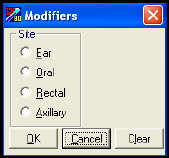 Modifiers
Site
Ear
Oral
Rectal
Axillary
OK Cancel Clear